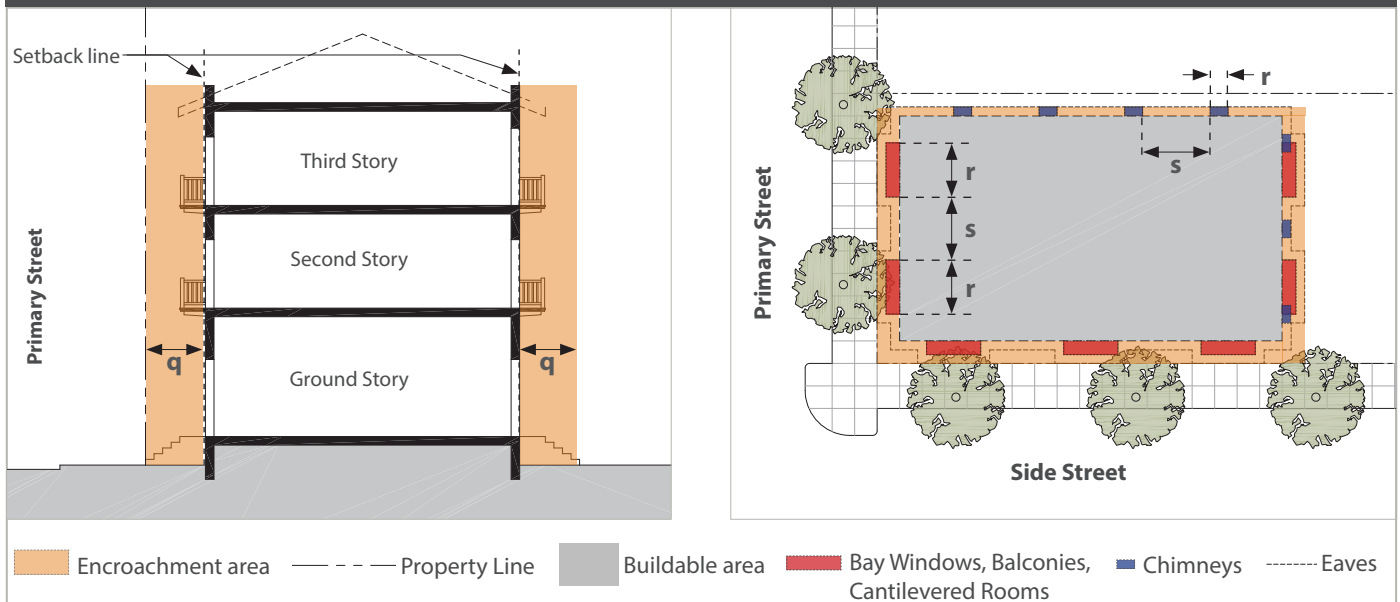 Setback line
Third Story
Second Story
Ground Story
Primary Street
q
q
r
s
r
s
r
Primary Street
Side Street
Encroachment area
Property Line
Buildable area
Bay Windows, Balconies,
Cantilevered Rooms
Chimneys
Eaves